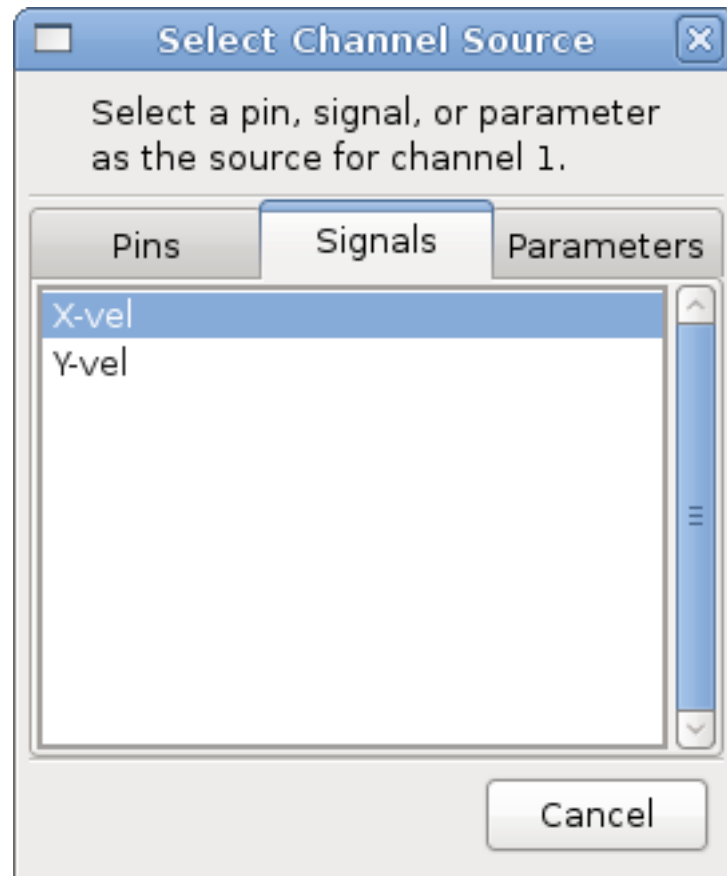 Select Channel Source
Select a pin, signal, or parameter
as the source for channel 1.
Pins Signals Parameters
X-vel
Y-vel
Cancel